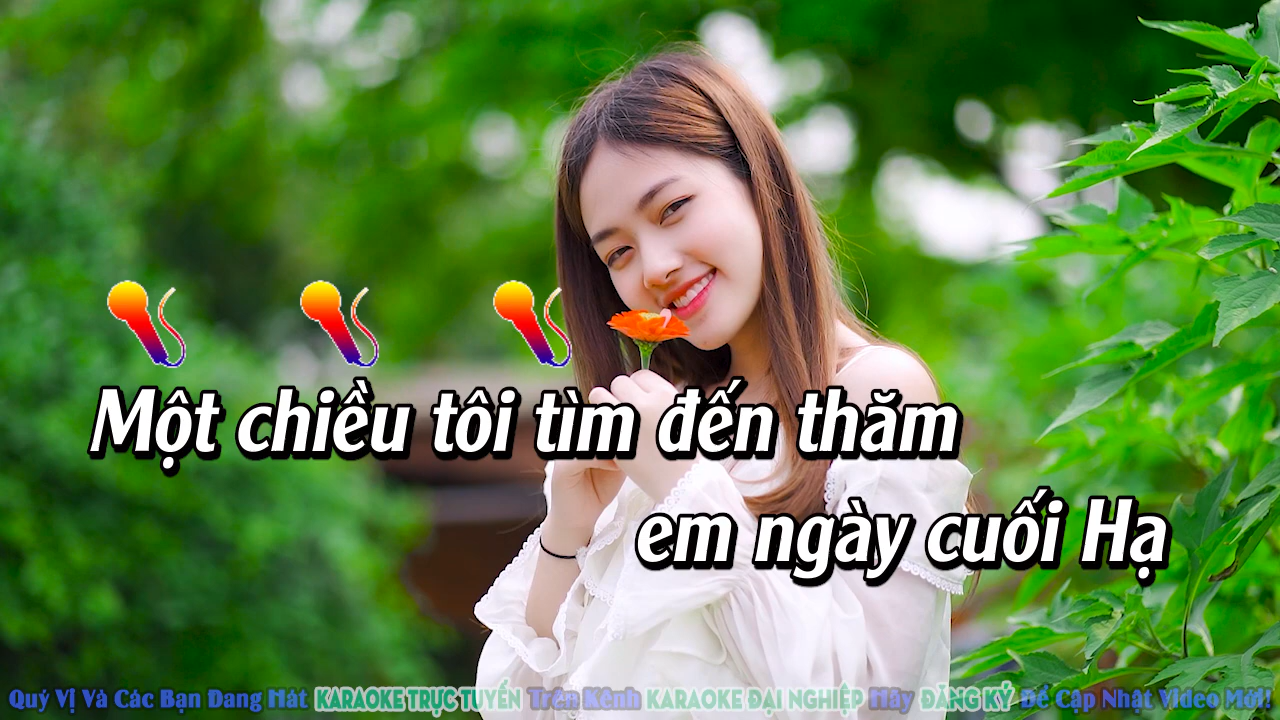 Một chiều tôi tìm đến thăm
em ngày cuối Hạ
Quý Vị Và Các Bạn Đang Hát KARAOKE TRỰC TUYẾN Trên Kênh KARAOKE ĐẠI NGHIỆP Hãy ĐĂNG KÝ Để Cập Nhật Video Mới!